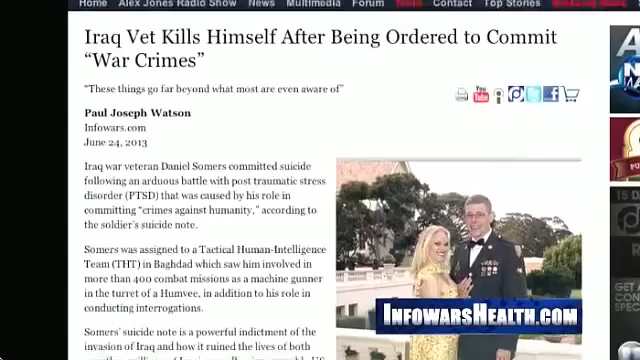 Home Alex Jones Radio Show News Multimedia Forum Contact Top Stories
Iraq Vet Kills Himself After Being Ordered to Commit
“War Crimes”
“These things go far beyond what most are even aware of”
Paul Joseph Watson
Infowars.com
June 24, 2013
You
Iraq war veteran Daniel Somers committed suicide
following an arduous battle with post traumatic stress
disorder (PTSD) that was caused by his role in
committing “crimes against humanity,” according to
the soldier’s suicide note.
Somers was assigned to a Tactical Human-Intelligence
Team (THT) in Baghdad which saw him involved in
more than 400 combat missions as a machine gunner
in the turret of a Humvee, in addition to his role in
conducting interrogations.
Somers’ suicide note is a powerful indictment of the
invasion of Iraq and how it ruined the lives of both
INFOWARSHEALTH.COM